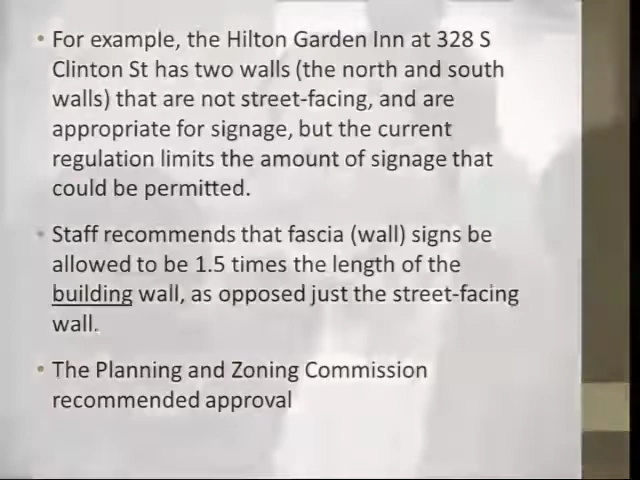 • For example, the Hilton Garden Inn at 328 S
Clinton St has two walls (the north and south
walls) that are not street-facing, and are
appropriate for signage, but the current
regulation limits the amount of signage that
could be permitted.
• Staff recommends that fascia (wall) signs be
allowed to be 1.5 times the length of the
building wall, as opposed just the street-facing
wall.
• The Planning and Zoning Commission
recommended approval